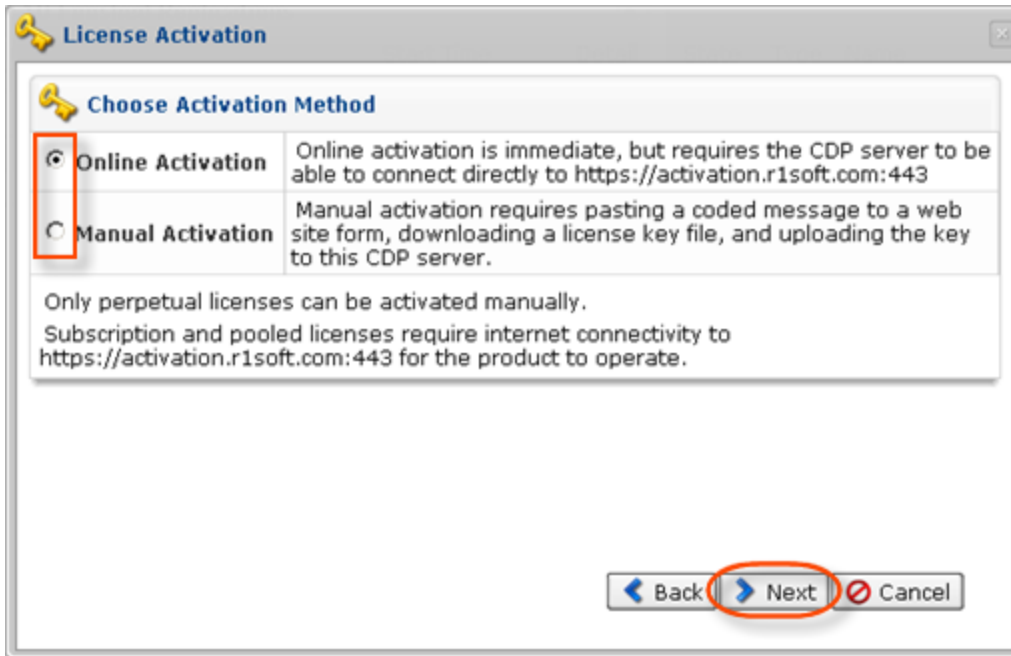 License Activation
Choose Activation Method
Online Activation
Online activation is immediate, but requires the CDP server to be
able to connect directly to https://activation.r1soft.com:443
Manual Activation
Manual activation requires pasting a coded message to a web
site form, downloading a license key file, and uploading the key
to this CDP server.
Only perpetual licenses can be activated manually.
Subscription and pooled licenses require internet connectivity to
https://activation.r1soft.com:443 for the product to operate.
Back
Next
Cancel